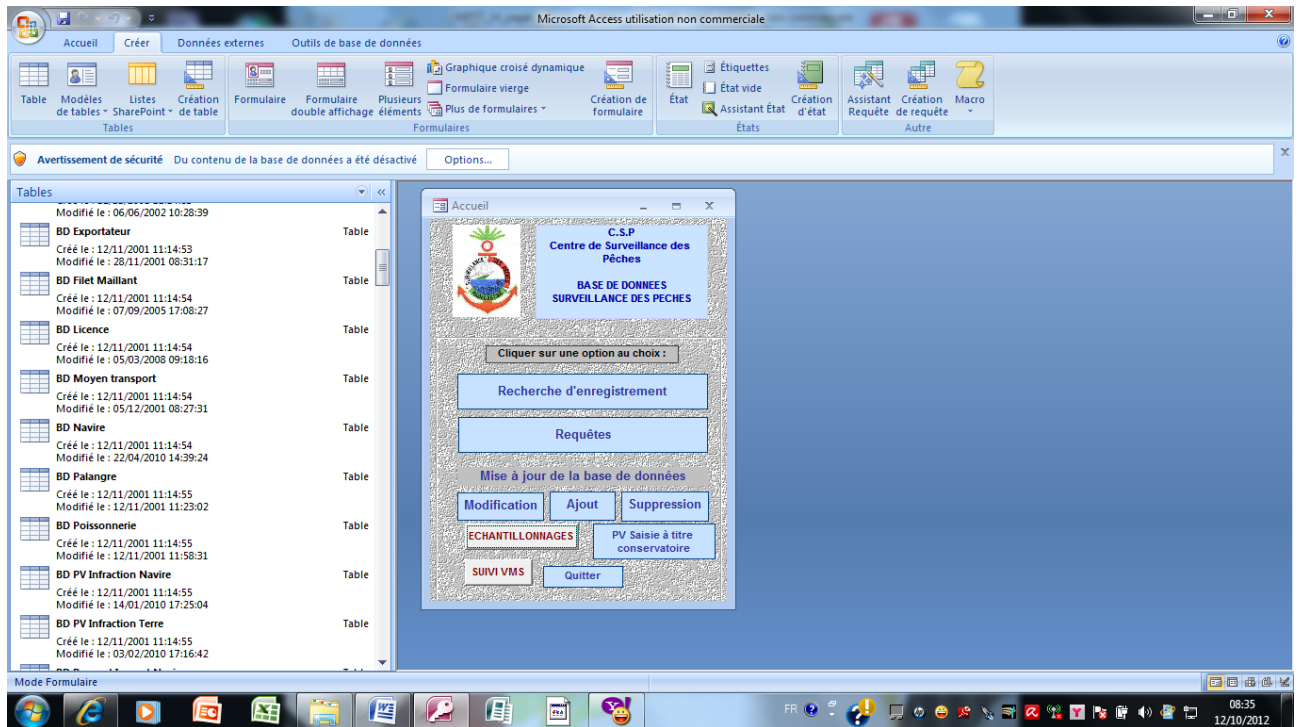 Microsoft Access utilisation non commerciale
Accueil Créer Données externes Outils de base de données
Table
Modèles de tables
Listes SharePoint
Création de table
Tables
Formulaire
Formulaire double affichage
Plusieurs éléments
Graphique croisé dynamique
Formulaire vierge
Plus de formulaires
Création de formulaire
Formulaires
État
Étiquettes
État vide
Assistant État
Création d'état
États
Assistant Requête
Création de requête
Macro
Autre
Avertissement de sécurité Du contenu de la base de données a été désactivé Options...
Tables
Modifié le : 06/06/2002 10:28:39
BD Exportateur Table
Créé le : 12/11/2001 11:14:53
Modifié le : 28/11/2001 08:31:17
BD Filet Maillant Table
Créé le : 12/11/2001 11:14:54
Modifié le : 07/09/2005 17:08:27
BD Licence Table
Créé le : 12/11/2001 11:14:54
Modifié le : 05/03/2008 09:18:16
BD Moyen transport Table
Créé le : 12/11/2001 11:14:54
Modifié le : 05/12/2001 08:27:31
BD Navire Table
Créé le : 12/11/2001 11:14:54
Modifié le : 22/04/2010 14:39:24
BD Palangre Table
Créé le : 12/11/2001 11:14:55
Modifié le : 12/11/2001 11:23:02
BD Poissonnerie Table
Créé le : 12/11/2001 11:14:55
Modifié le : 12/11/2001 11:58:31
BD PV Infraction Navire Table
Créé le : 12/11/2001 11:14:55
Modifié le : 14/01/2010 17:25:04
BD PV Infraction Terre Table
Créé le : 12/11/2001 11:14:55
Modifié le : 03/02/2010 17:16:42
Accueil
C.S.P
Centre de Surveillance des
Pêches
BASE DE DONNEES
SURVEILLANCE DES PECHES
Cliquer sur une option au choix :
Recherche d'enregistrement
Requêtes
Mise à jour de la base de données
Modification Ajout Suppression
ECHANTILLONNAGES
PV Saisie à titre
conservatoire
SUIVI VMS
Quitter
Mode Formulaire
FR
08:35
12/10/2012